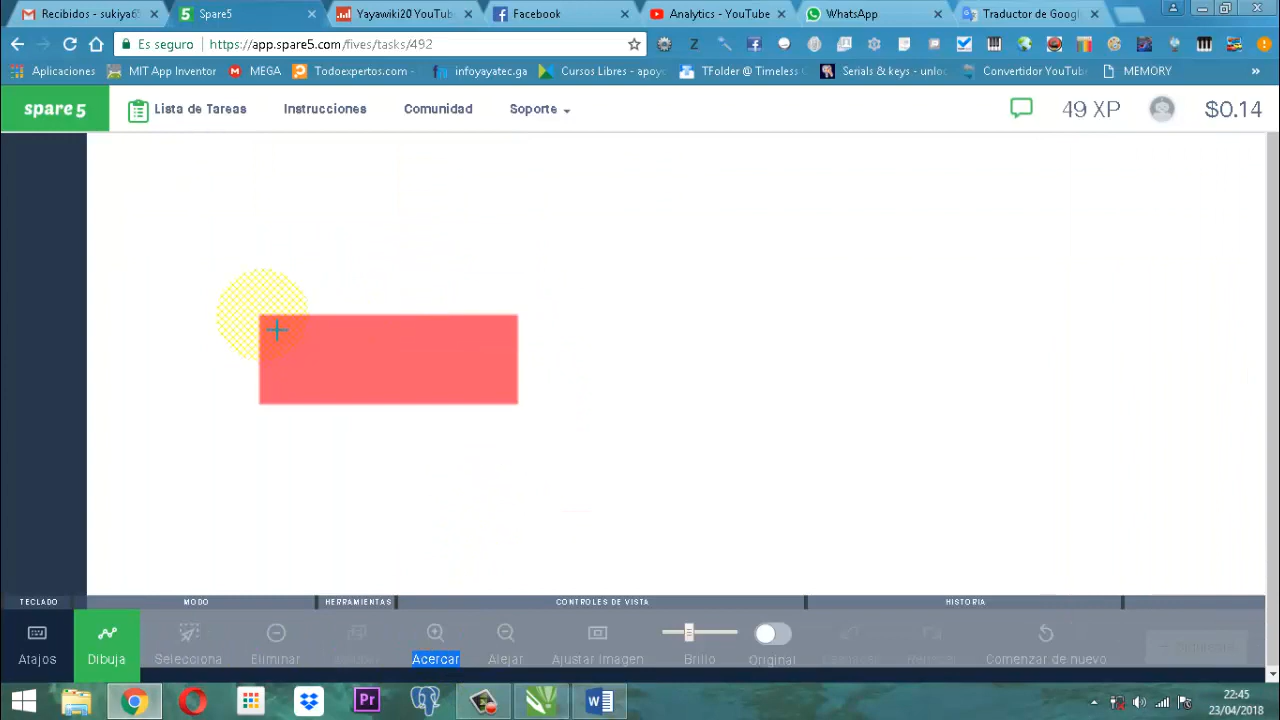 Recibidos - sukiya6
Spare5
Yayawiki20 YouTub
Facebook
Analytics - YouTube
WhatsApp
Traductor de Googl
Es seguro
https://app.spare5.com/fives/tasks/492
Aplicaciones
MIT App Inventor
MEGA
Todoexpertos.com -
infoyayatec.ga
Cursos Libres - apoy
TFolder @ Timeless
Serials & keys - unlo
Convertidor YouTub
MEMORY
»
spare 5
Lista de Tareas
Instrucciones
Comunidad
Soporte
49 XP
$0.14
TECLADO
MODO
HERRAMIENTAS
CONTROLES DE VISTA
HISTORIA
Atajos
Dibuja
Selecciona
Eliminar
Acercar
Alejar
Ajustar Imagen
Brillo
Original
Comenzar de nuevo
Pr
22:45
23/04/2018